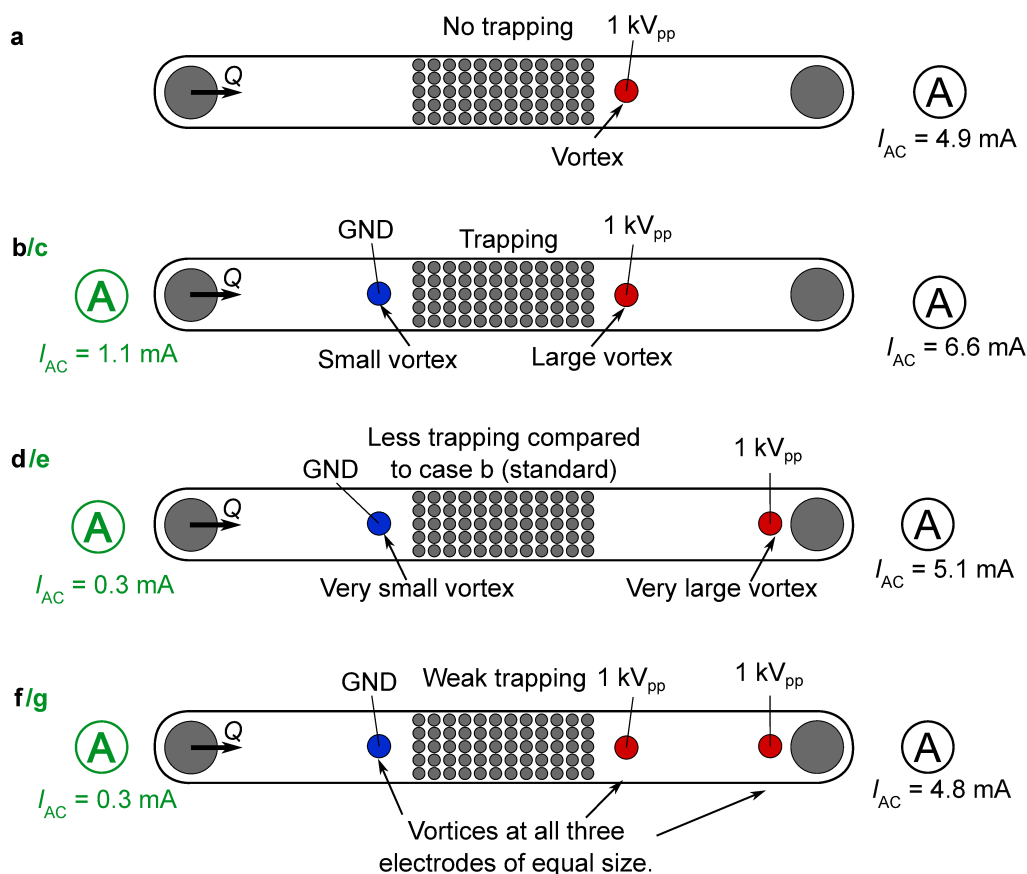 a
No trapping
1 kVpp
Q
Vortex
A
IAC = 4.9 mA
b/c
GND
Trapping
1 kVpp
A
Q
A
IAC = 1.1 mA
Small vortex
Large vortex
IAC = 6.6 mA
d/e
Less trapping compared
to case b (standard)
GND
1 kVpp
A
Q
A
IAC = 0.3 mA
Very small vortex
Very large vortex
IAC = 5.1 mA
f/g
GND
Weak trapping
1 kVpp
1 kVpp
A
Q
A
IAC = 0.3 mA
IAC = 4.8 mA
Vortices at all three
electrodes of equal size.